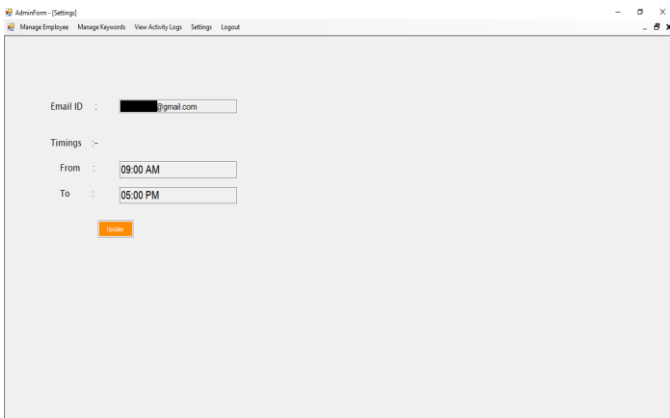 AdminForm - [Settings]
Manage Employee Manage Keywords View Activity Logs Settings Logout
Email ID : @gmail.com
Timings :-
From : 09:00 AM
To : 05:00 PM
Update